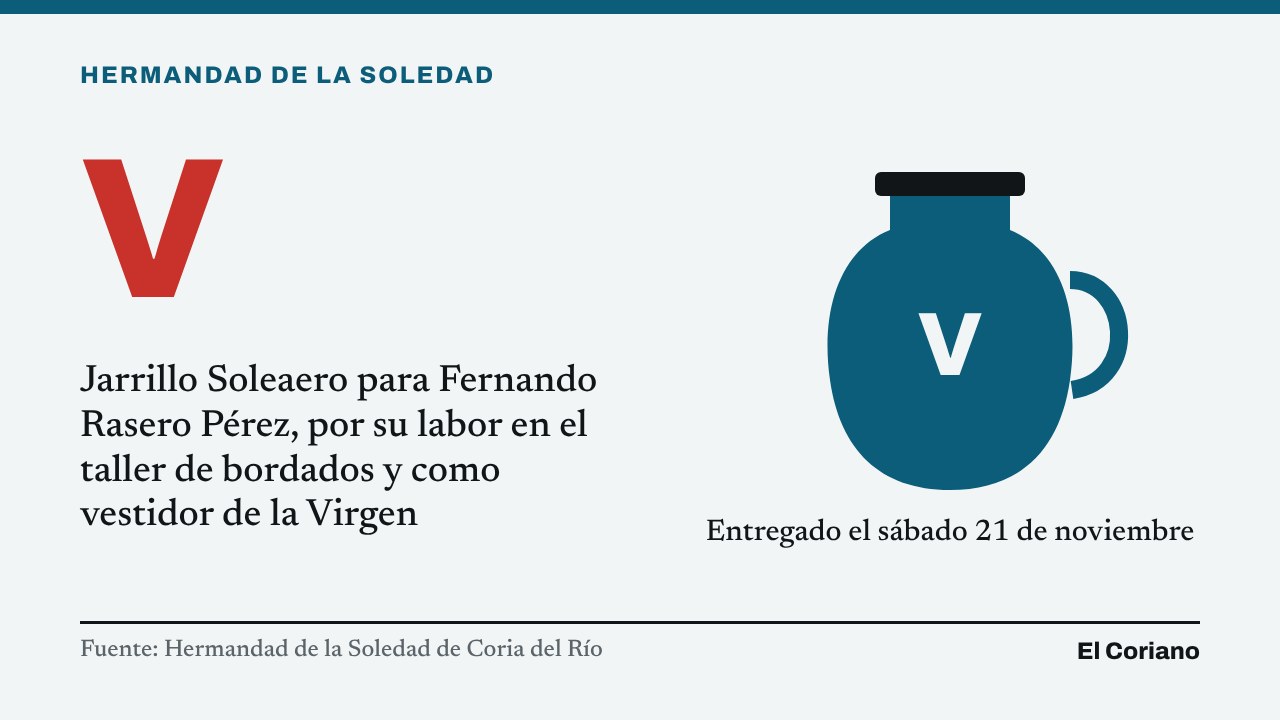 HERMANDAD DE LA SOLEDAD
V
Jarrillo Soleaero para Fernando
Rasero Pérez, por su labor en el
taller de bordados y como
vestidor de la Virgen
V
Entregado el sábado 21 de noviembre
Fuente: Hermandad de la Soledad de Coria del Río
El Coriano